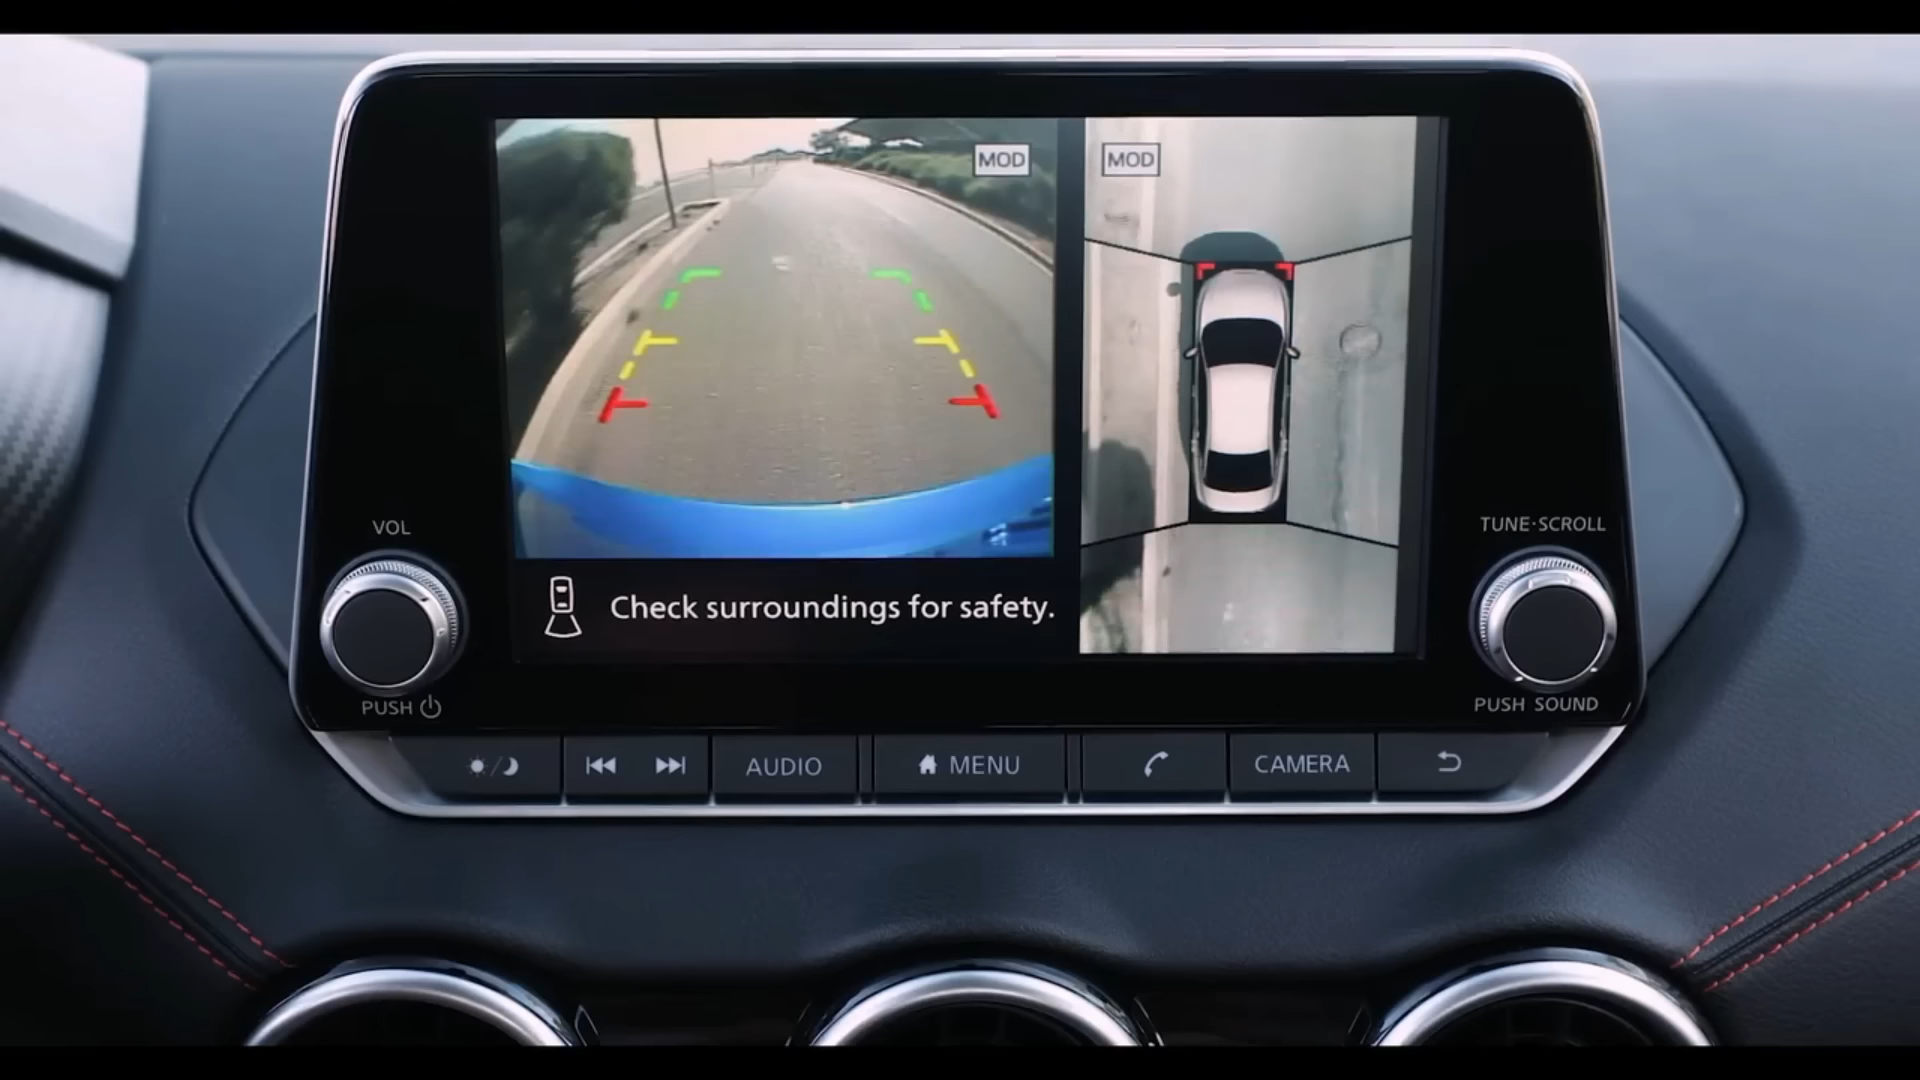 MOD
MOD
Check surroundings for safety.
VOL
PUSH
TUNE·SCROLL
PUSH SOUND
AUDIO
MENU
CAMERA